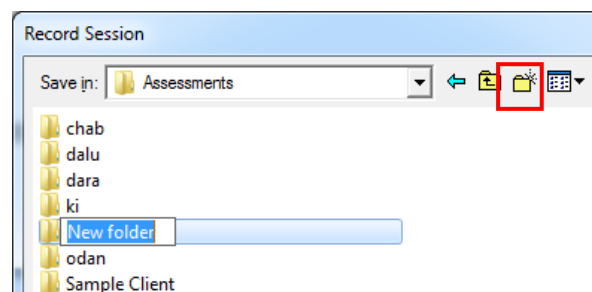 Record Session
Save in: Assessments
chab
dalu
dara
ki
New folder
odan
Sample Client